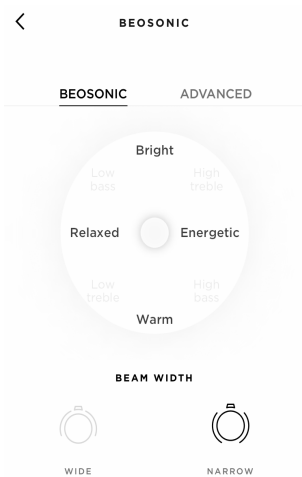 BEOSONIC
BEOSONIC ADVANCED
Bright
Low bass
High treble
Relaxed
Energetic
Low treble
High bass
Warm
BEAM WIDTH
WIDE NARROW